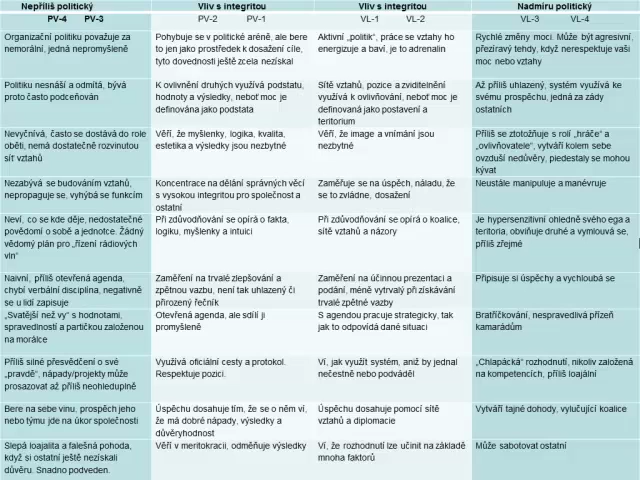 Nepříliš politický
PV-4 PV-3
Vliv s integritou
PV-2 PV-1
Vliv s integritou
VL-1 VL-2
Nadmíru politický
VL-3 VL-4
Organizační politiku považuje za
nemorální, jedná nepromyšleně
Pohybuje se v politické aréně, ale bere
to jen jako prostředek k dosažení cíle,
tyto dovednosti ještě zcela nezískal
Aktivní „politik“, práce se vztahy ho
energizuje a baví, je to adrenalin
Rychlé změny moci. Může být agresivní,
přezíravý tehdy, když nerespektuje vaši
moc nebo vztahy
Politiku nesnáší a odmítá, bývá
proto často podceňován
K ovlivnění druhých využívá podstatu,
hodnoty a výsledky, neboť moc je
definována jako podstata
Sítě vztahů, pozice a zviditelnění
využívá k ovlivňování, neboť moc je
definovaná jako postavení a
teritorium
Až příliš uhlazený, systém využívá ke
svému prospěchu, jedná za zády
ostatních
Nevyčnívá, často se dostává do role
oběti, nemá dostatečně rozvinutou
síť vztahů
Věří, že myšlenky, logika, kvalita,
estetika a výsledky jsou nezbytné
Věří, že image a vnímání jsou
nezbytné
Příliš se ztotožňuje s rolí „hráče“ a
„ovlivňovatele“, vytváří kolem sebe
ovzduší nedůvěry, piedestaly se mohou
kývat
Nezabývá se budováním vztahů,
nepropaguje se, vyhýbá se funkcím
Koncentrace na dělání správných věcí
s vysokou integritou pro společnost a
ostatní
Zaměřuje se na úspěch, náladu, že
se to zvládne, dosažení
Neustále manipuluje a manévruje
Neví, co se kde děje, nedostatečné
povědomí o sobě a jednotce. Žádný
vědomý plán pro „řízení rádiových
vln“
Při zdůvodňování se opírá o fakta,
logiku, myšlenky a intuici
Při zdůvodňování se opírá o koalice,
sítě vztahů a názory
Je hypersenzitivní ohledně svého ega a
teritoria, obviňuje druhé a vymlouvá se,
příliš zřejmé
Naivní, příliš otevřená agenda,
chybí verbální disciplína, negativně
se u lidí zapisuje
Zaměření na trvalé zlepšování a
zpětnou vazbu, není tak uhlazený či
přirozený řečník
Zaměření na účinnou prezentaci a
podání, méně vytrvalý při získávání
trvalé zpětné vazby
Připisuje si úspěchy a vychloubá se
„Svatější než vy“ s hodnotami,
spravedlností a partičkou založenou
na morálce
Otevřená agenda, ale sdílí ji
promyšleně
S agendou pracuje strategicky, tak
jak to odpovídá dané situaci
Bratříčkování, nespravedlivá přízeň
kamarádům
Příliš silné přesvědčení o své
„pravdě“, nápady/projekty může
prosazovat až příliš neohleduplně
Využívá oficiální cesty a protokol.
Respektuje pozici.
Ví, jak využít systém, aniž by jednal
nečestně nebo podváděl
„Chlapácká“ rozhodnutí, nikoliv založená
na kompetencích, příliš loajální
Bere na sebe vinu, prospěch jeho
nebo týmu jde na úkor společnosti
Úspěchu dosahuje tím, že se o něm ví,
že má dobré nápady, výsledky a
důvěryhodnost
Úspěchu dosahuje pomocí sítě
vztahů a diplomacie
Vytváří tajné dohody, vylučující koalice
Slepá loajalita a falešná pohoda,
když si ostatní ještě nezískali
důvěru. Snadno podveden.
Věří v meritokracii, odměňuje výsledky
Ví, že rozhodnutí lze učinit na základě
mnoha faktorů
Může sabotovat ostatní